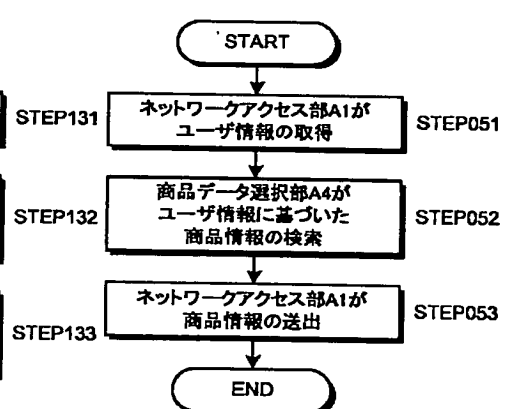 START
STEP131
ネットワークアクセス部A1が
ユーザ情報の取得
STEP051
STEP132
商品データ選択部A4が
ユーザ情報に基づいた
商品情報の検索
STEP052
STEP133
ネットワークアクセス部A1が
商品情報の送出
STEP053
END